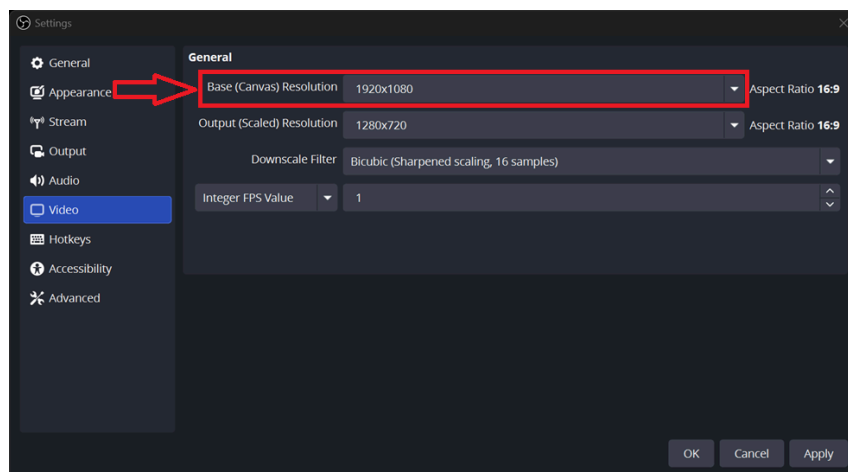 Settings
General
Appearance
Stream
Output
Audio
Video
Hotkeys
Accessibility
Advanced
General
Base (Canvas) Resolution 1920x1080 Aspect Ratio 16:9
Output (Scaled) Resolution 1280x720 Aspect Ratio 16:9
Downscale Filter Bicubic (Sharpened scaling, 16 samples)
Integer FPS Value 1
OK Cancel Apply